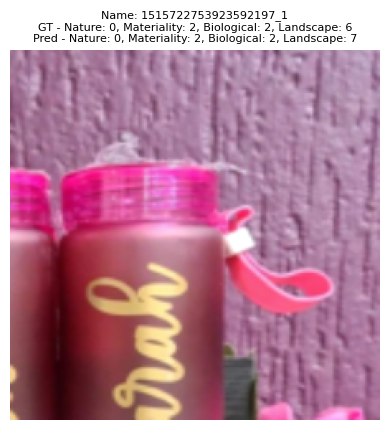 Name: 1515722753923592197_1
GT - Nature: 0, Materiality: 2, Biological: 2, Landscape: 6
Pred - Nature: 0, Materiality: 2, Biological: 2, Landscape: 7
arah